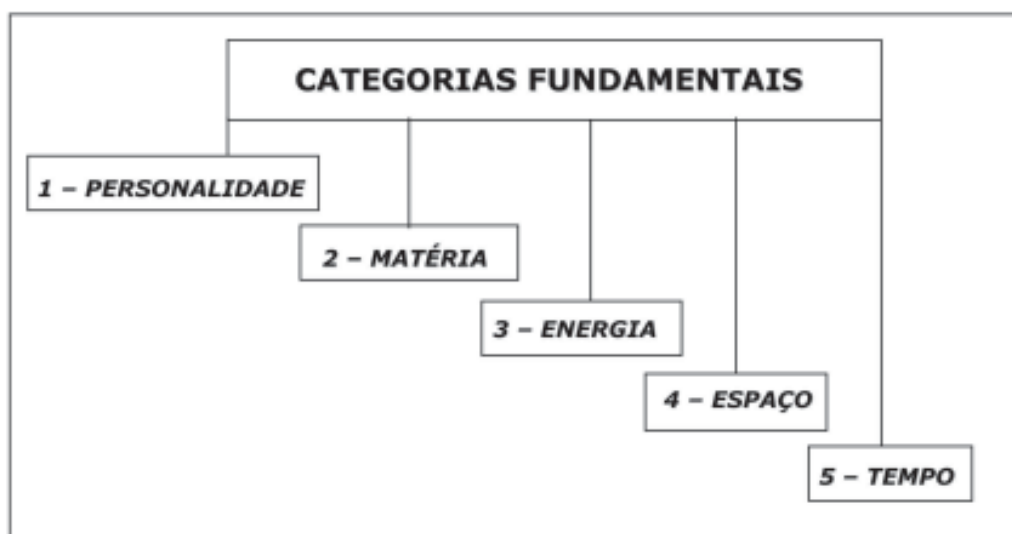 CATEGORIAS FUNDAMENTAIS
1 – PERSONALIDADE
2 – MATÉRIA
3 – ENERGIA
4 – ESPAÇO
5 – TEMPO